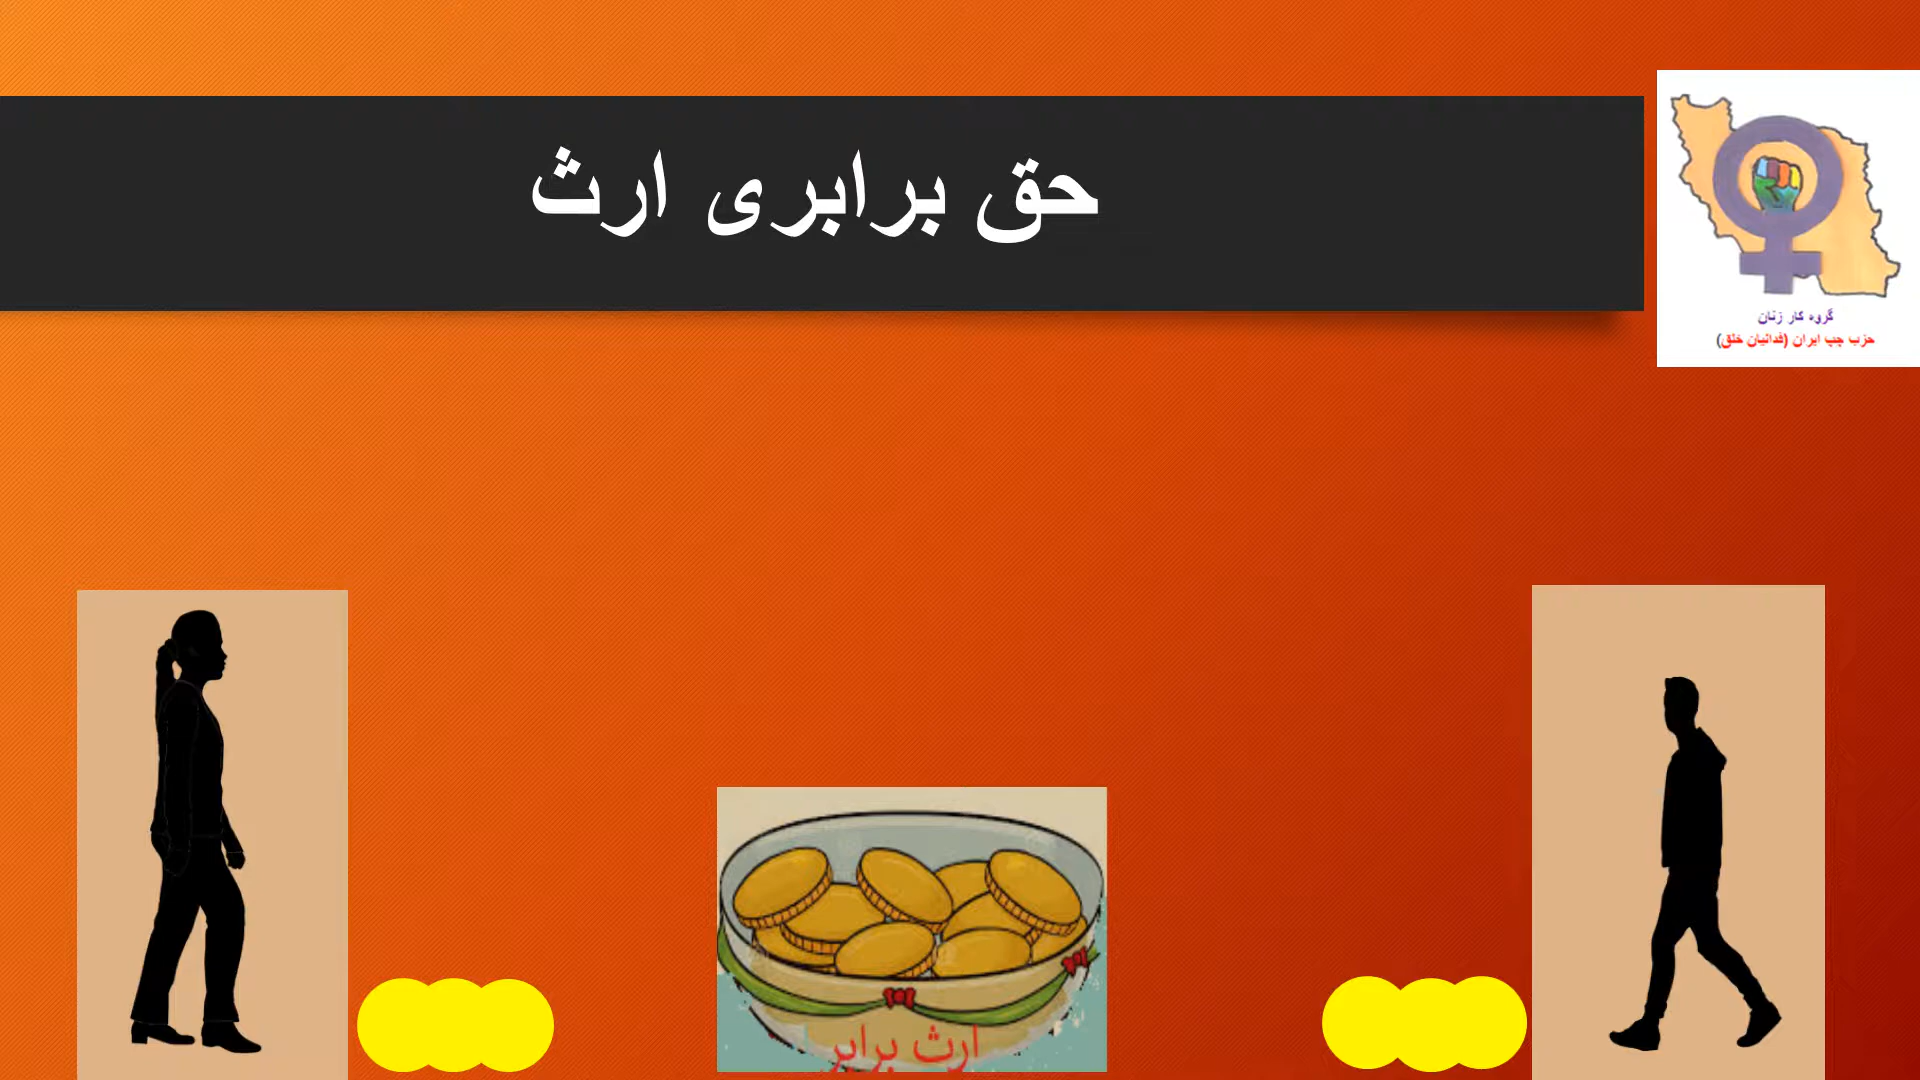 حق برابری ارث
گروه کار زنان
حزب چپ ایران (فدائیان خلق)
ارث برابر